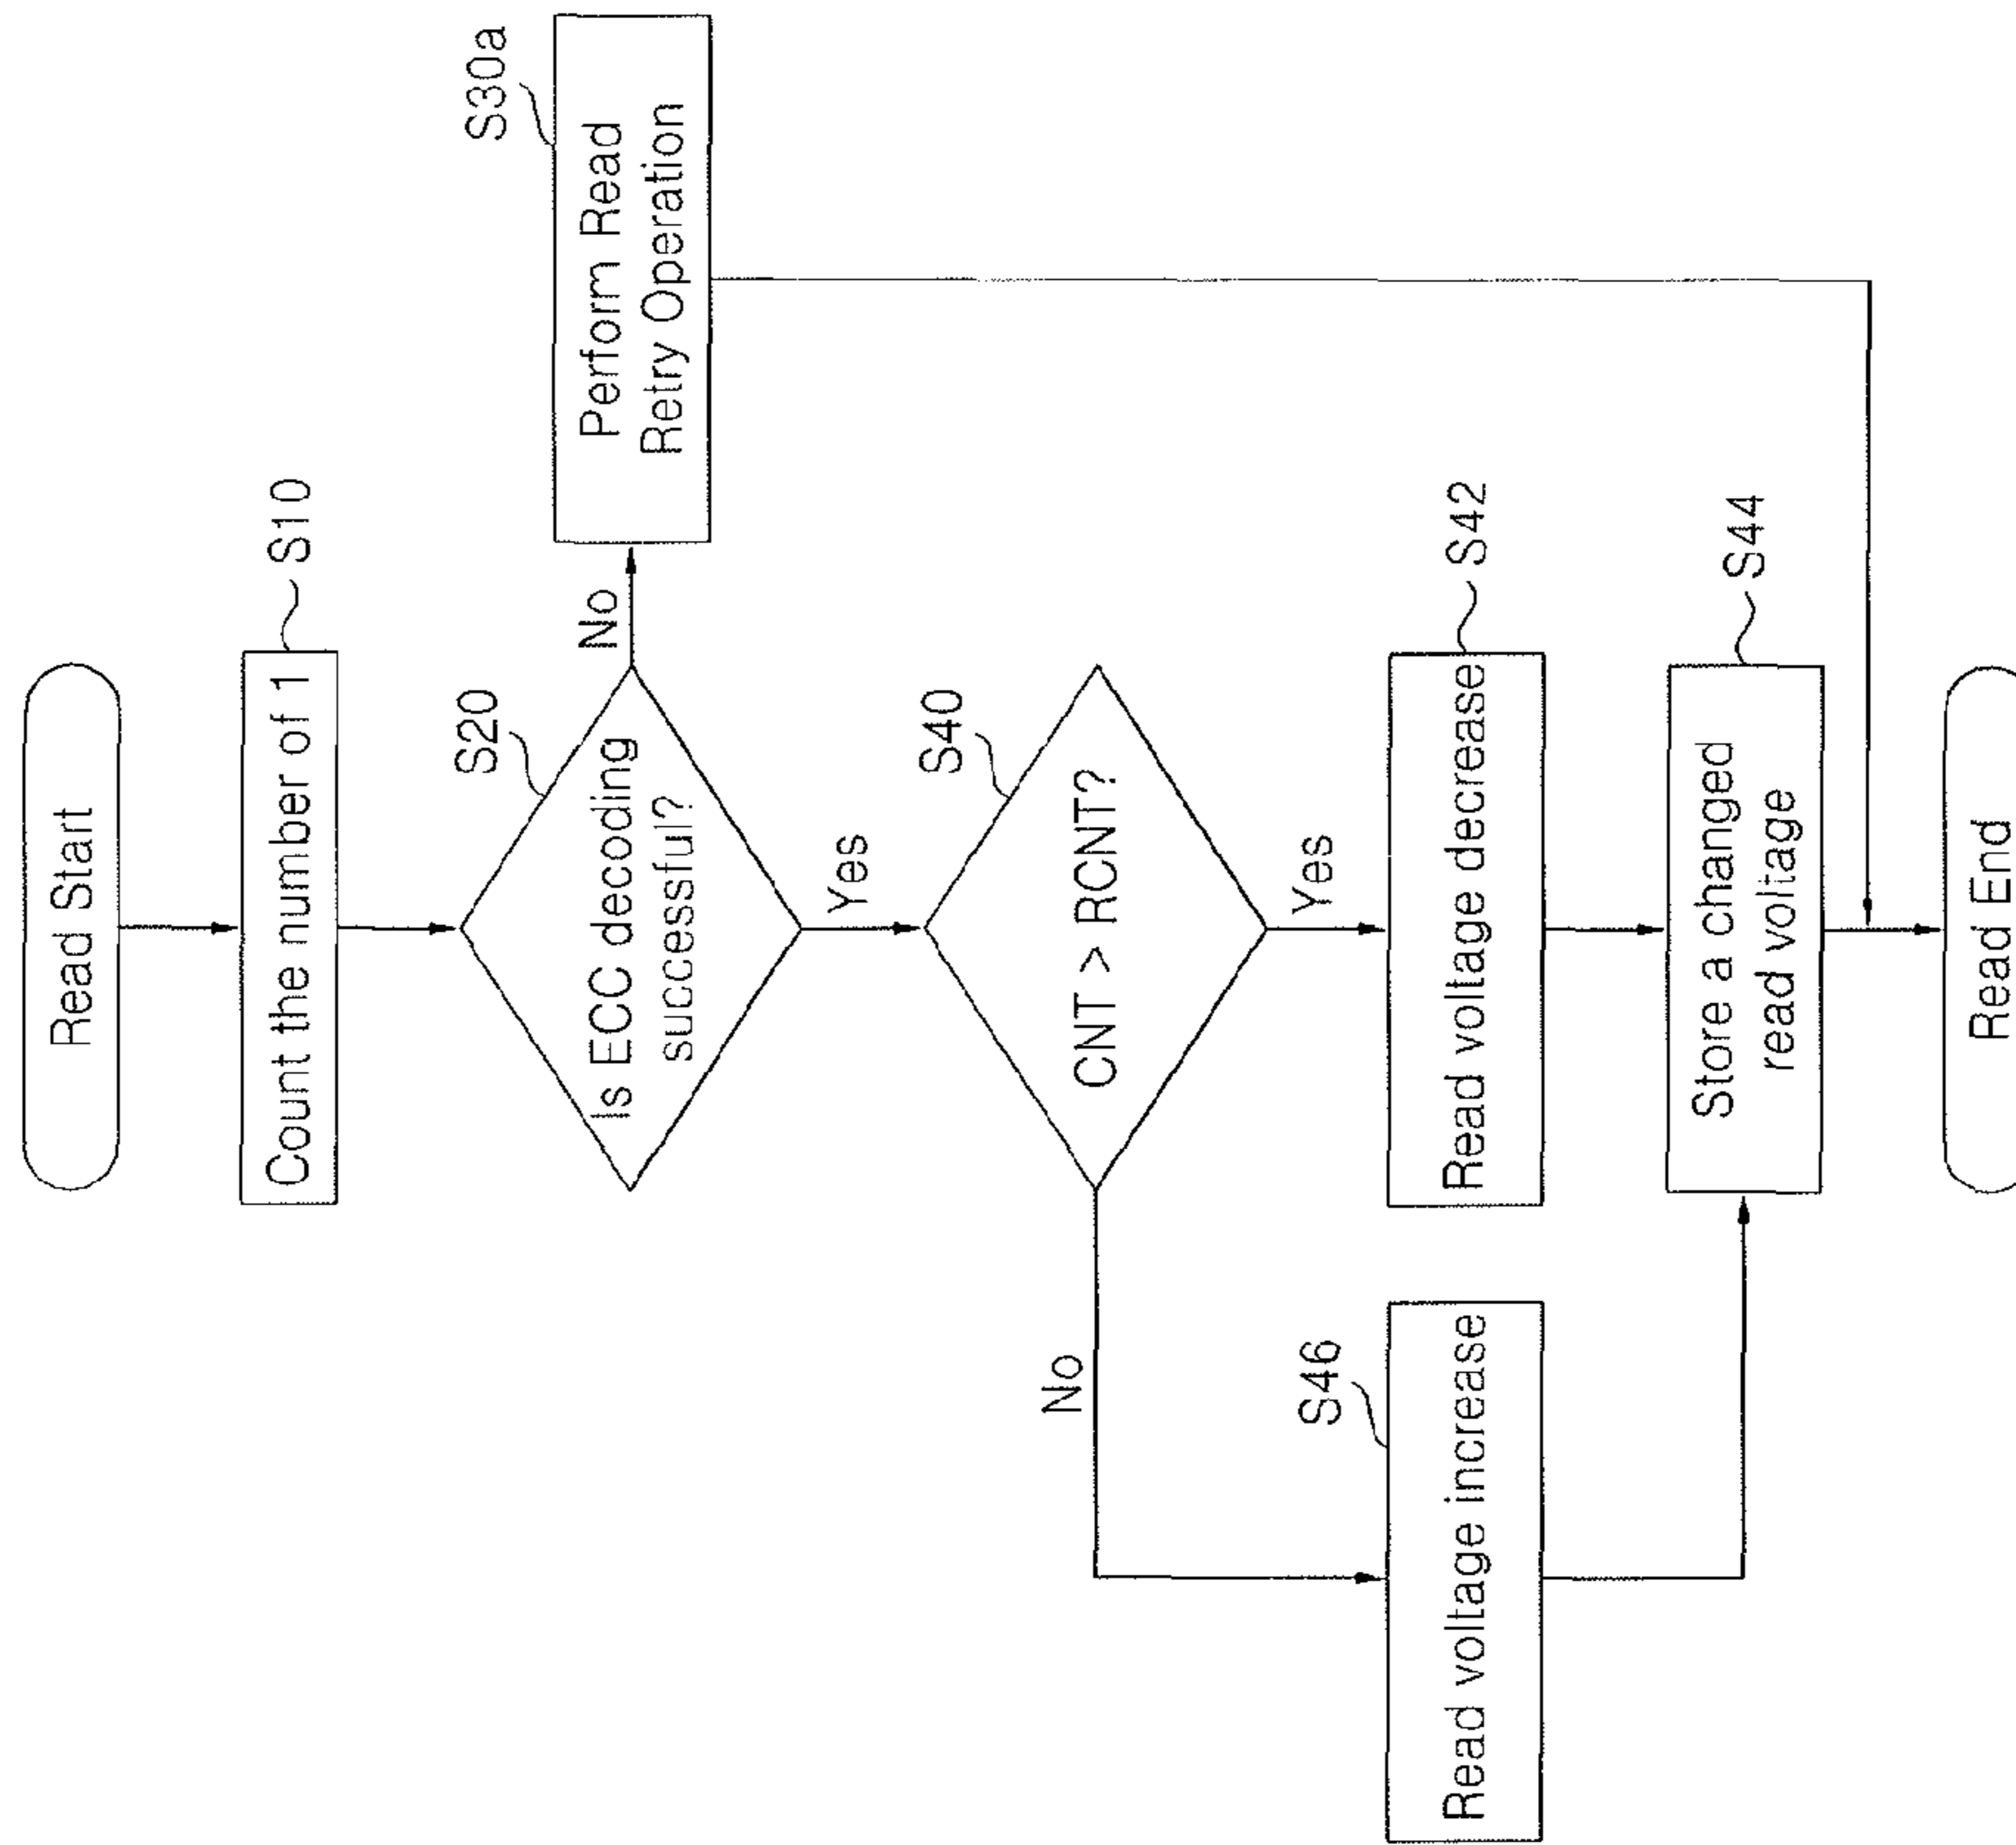 Read Start
Count the number of 1
S10
S20
Is ECC decoding
successful?
No
S30a
Perform Read
Retry Operation
Yes
S40
CNT > RCNT?
No
Yes
S46
Read voltage increase
Read voltage decrease
S42
Store a changed
read voltage
S44
Read End